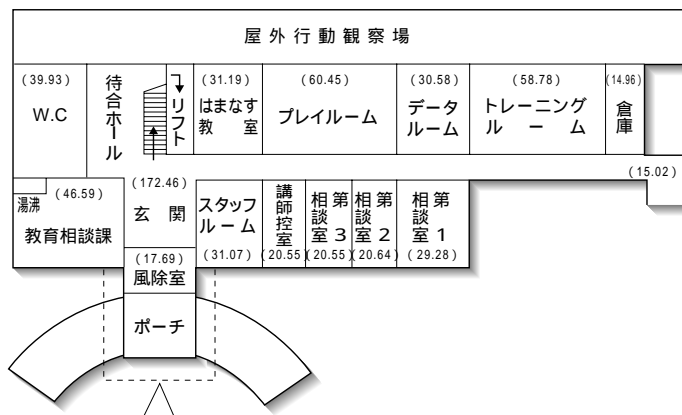 屋外行動観察場
(39.93)
W.C
待合ホール
リフト
(31.19)
はまなす
教室
(60.45)
プレイルーム
(30.58)
データ
ルーム
(58.78)
トレーニング
ルーム
(14.96)
倉庫
(15.02)
湯沸
(46.59)
教育相談課
(172.46)
玄関
スタッフ
ルーム
(31.07)
講師控室
(20.55)
第
相談室3
(20.55)
第
相談室2
(20.64)
第
相談室1
(29.28)
(17.69)
風除室
ポーチ